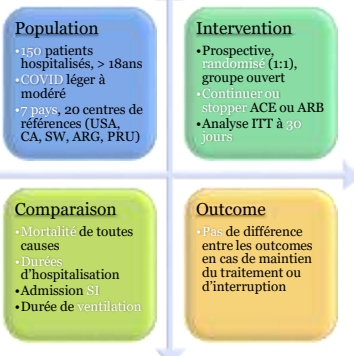 Population
•150 patients
hospitalisés, > 18ans
•COVID léger à
modéré
•7 pays, 20 centres de
références (USA,
CA, SW, ARG, PRU)
Intervention
•Prospective,
randomisé (1:1),
groupe ouvert
•Continuer ou
stopper ACE ou ARB
•Analyse ITT à 30
jours
Comparaison
•Mortalité de toutes
causes
•Durées
d'hospitalisation
•Admission SI
•Durée de ventilation
Outcome
•Pas de différence
entre les outcomes
en cas de maintien
du traitement ou
d'interruption